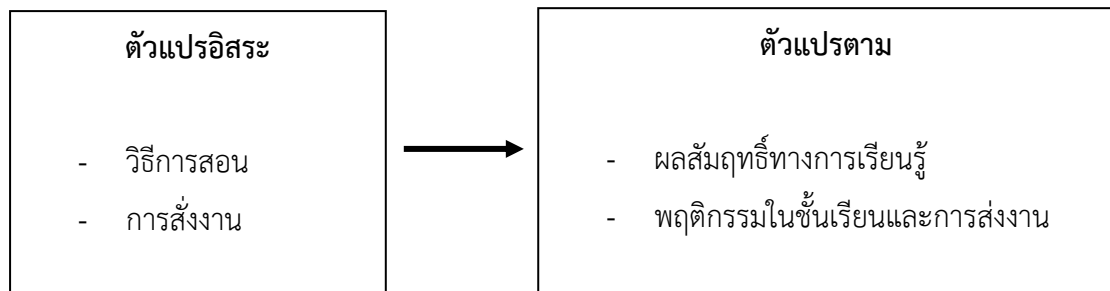 ตัวแปรอิสระ
- วิธีการสอน
- การสั่งงาน
ตัวแปรตาม
- ผลสัมฤทธิ์ทางการเรียนรู้
- พฤติกรรมในชั้นเรียนและการส่งงาน